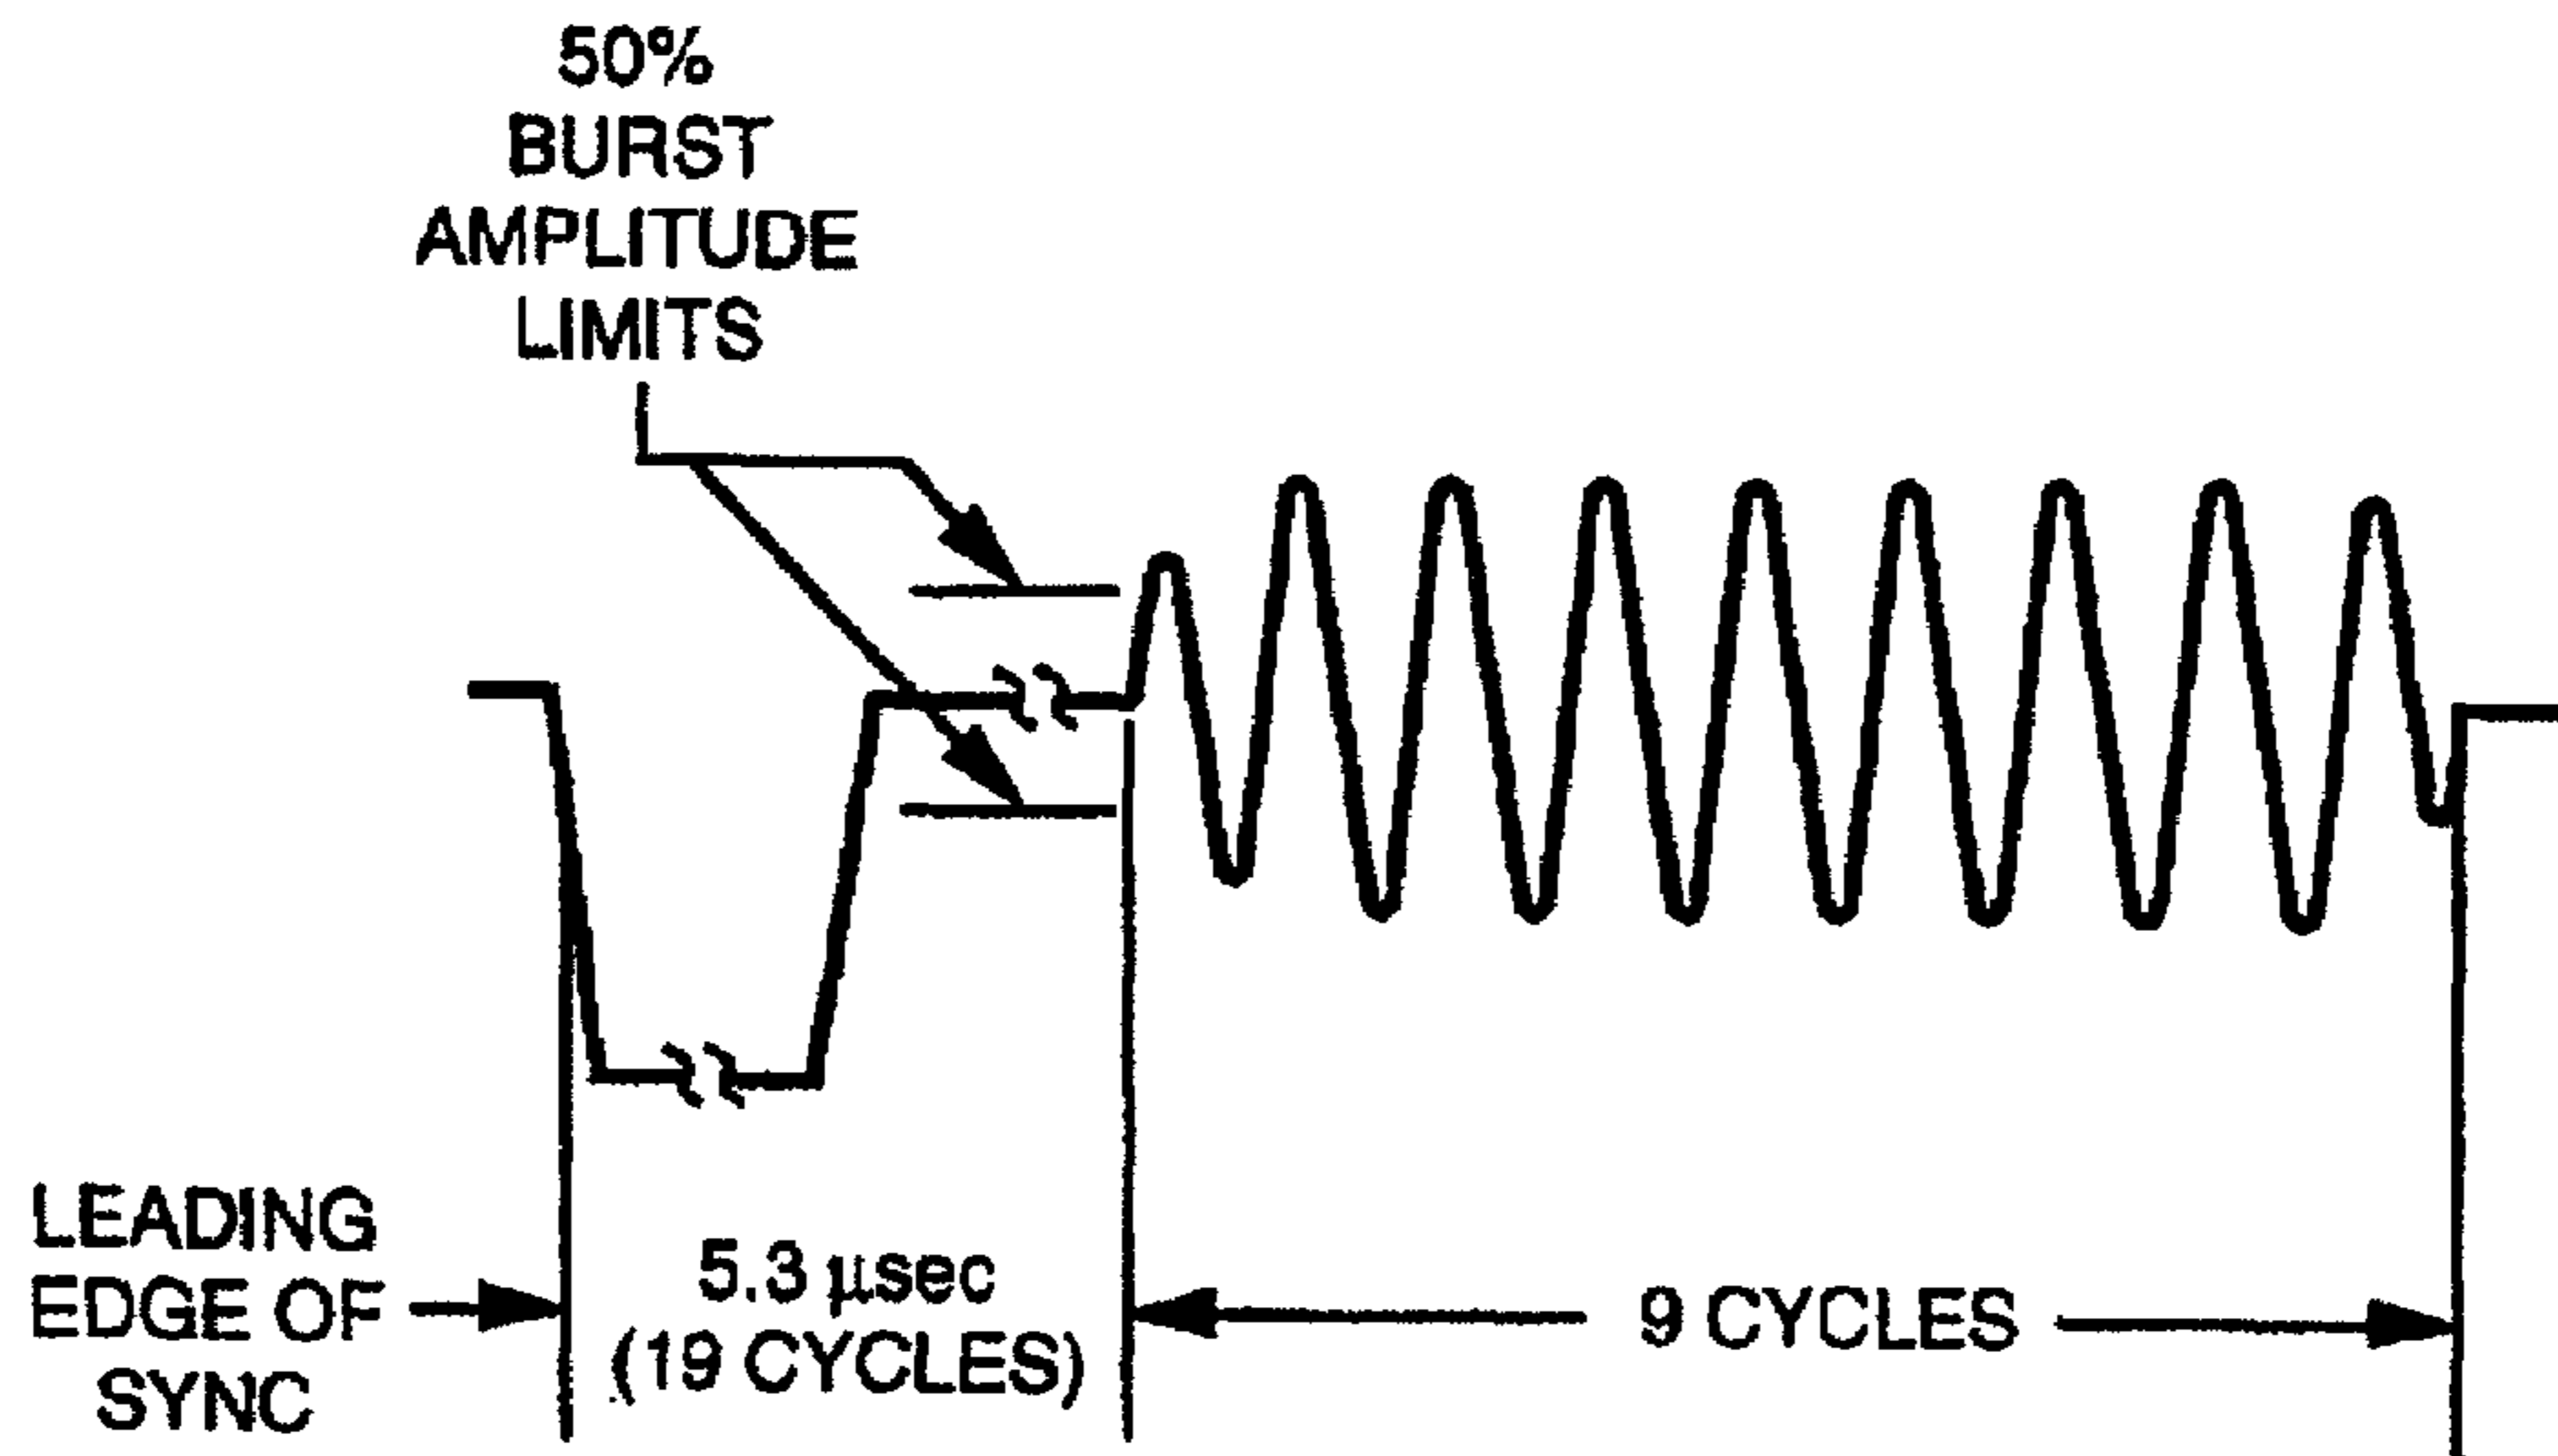 50%
BURST
AMPLITUDE
LIMITS
LEADING
EDGE OF
SYNC
5.3 µsec
(19 CYCLES)
9 CYCLES